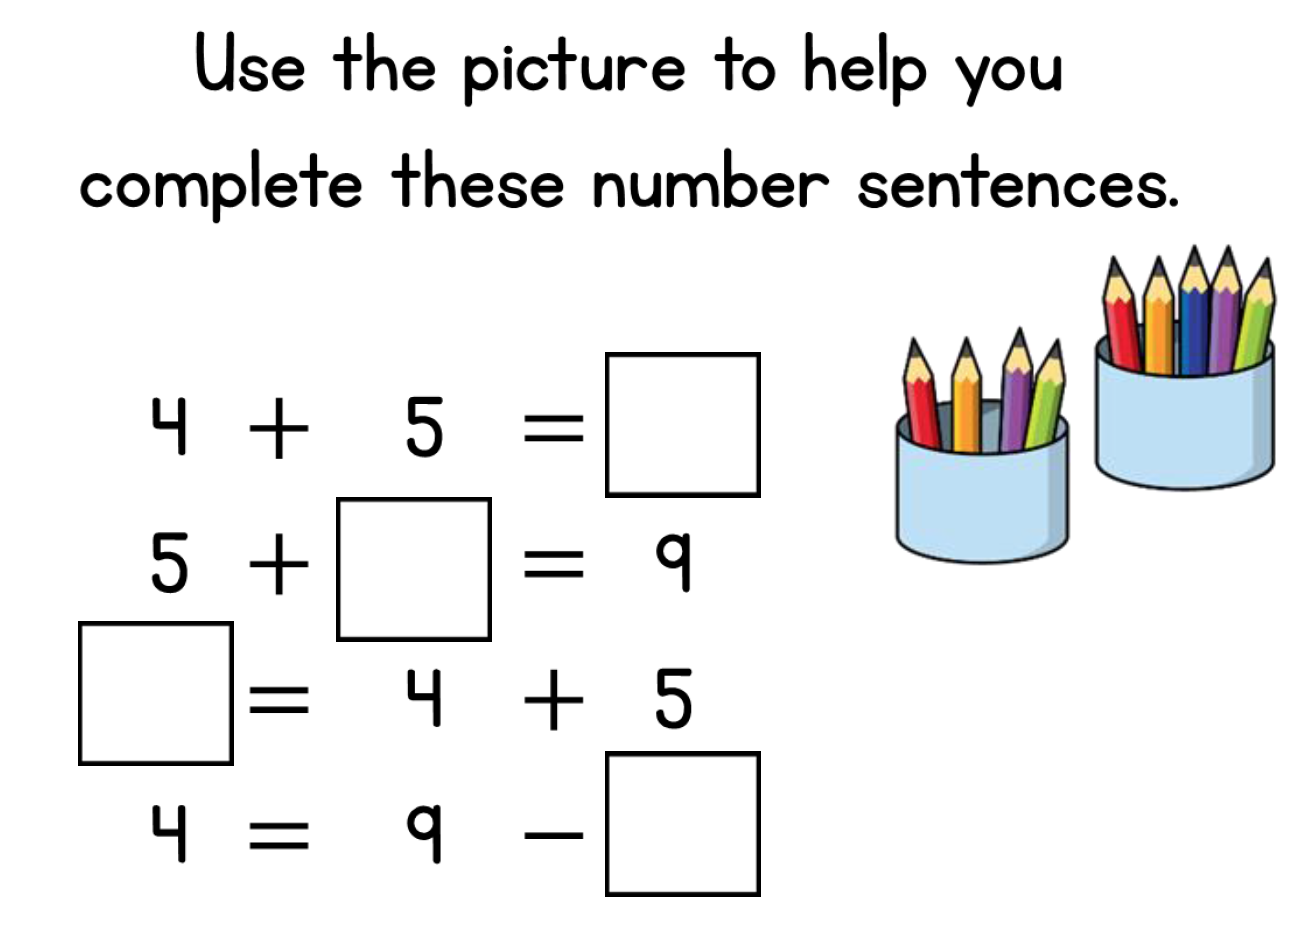 Use the picture to help you
complete these number sentences.
4 + 5 =
5 + = 9
= 4 + 5
4 = 9 −